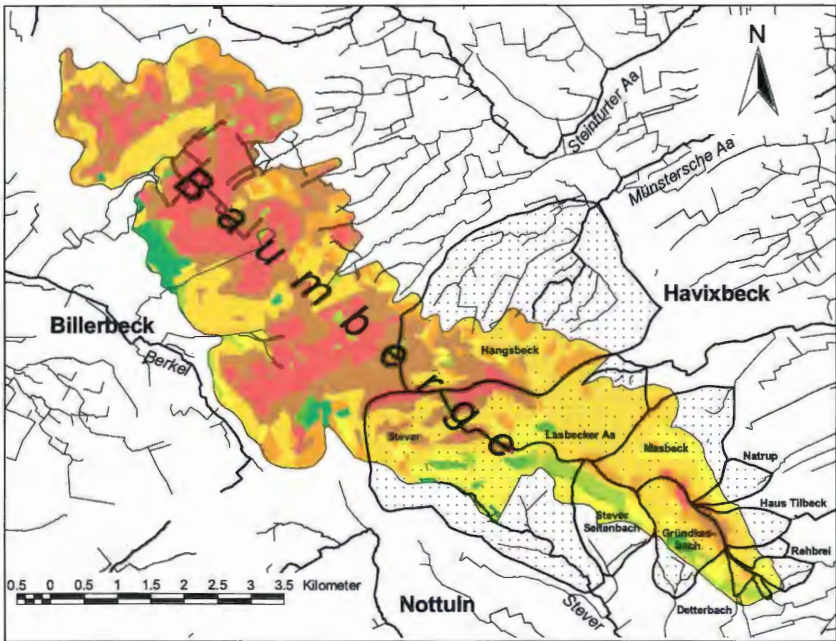 N
Steinfurter Aa
Münstersche Aa
Baumberge
Havixbeck
Billerbeck
Berkel
Hangsbeck
Stever
Lasbecker Aa
Masbeck
Natrup
Haus Tilbeck
Stever
Seitenbach
Gründkes-
bach
Rehbrei
Detterbach
0.5 0 0.5 1 1.5 2 2.5 3 3.5 Kilometer
Nottuln
Stever